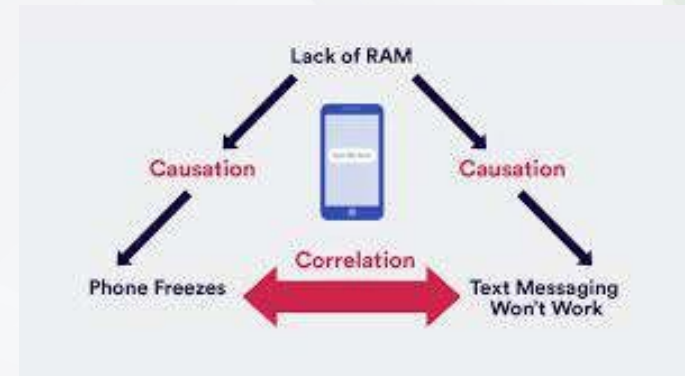 Lack of RAM
Causation
Causation
Correlation
Phone Freezes
Text Messaging
Won't Work